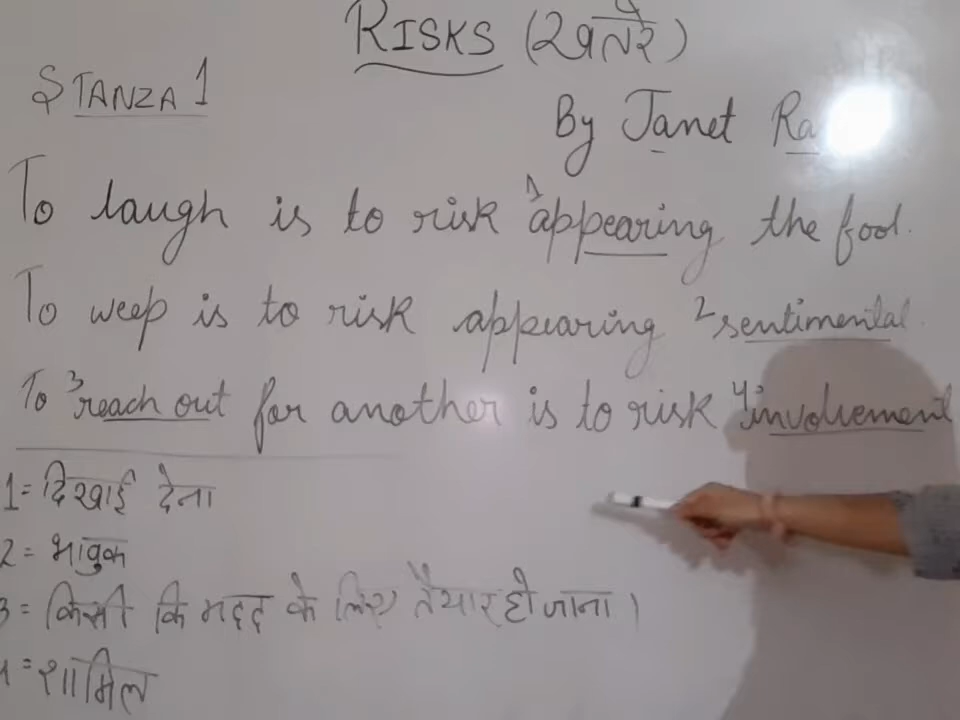 RISKS (खतरे)
STANZA 1
By Janet Ra
To laugh is to risk ¹appearing the fool.
To weep is to risk appearing ²sentimental.
To ³reach out for another is to risk ⁴involvement
1= दिखाई देना
2= भावुक
3= किसी कि मदद के लिए तैयार हो जाना।
4= शामिल